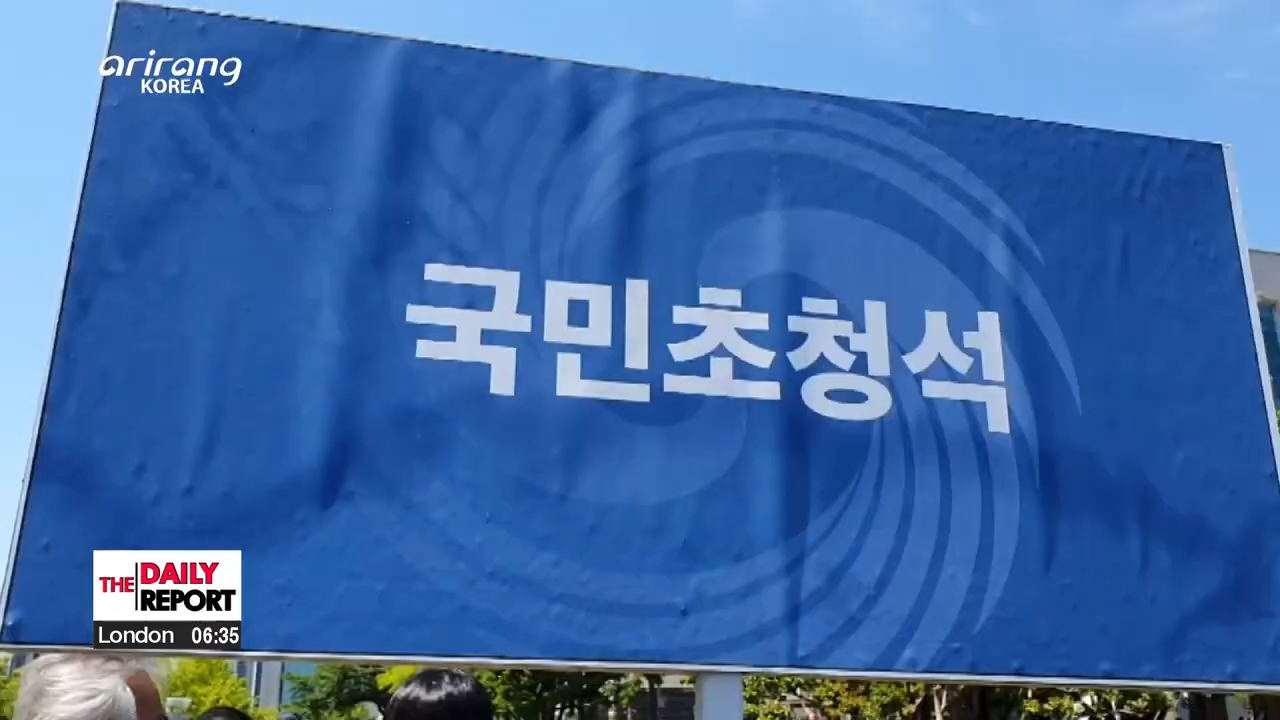 arirang
KOREA
국민초청석
THE DAILY
REPORT
London 06:35